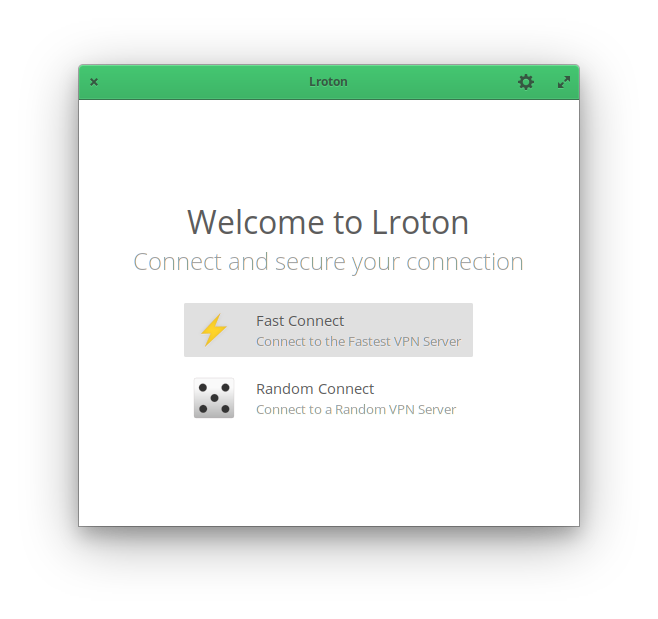 Lroton
Welcome to Lroton
Connect and secure your connection
Fast Connect
Connect to the Fastest VPN Server
Random Connect
Connect to a Random VPN Server